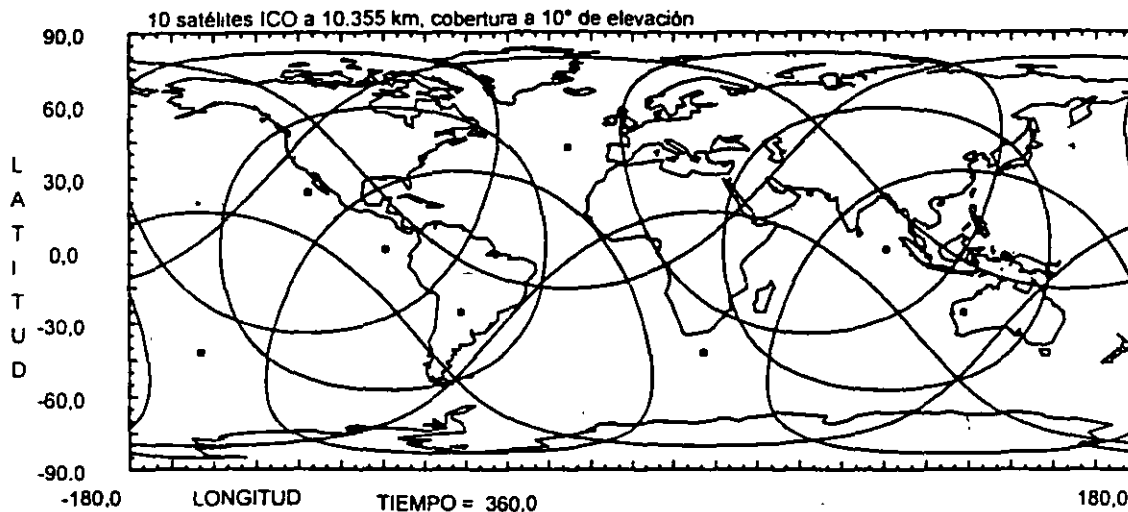 10 satélites ICO a 10.355 km, cobertura a 10° de elevación
90,0
60,0
30,0
0,0
-30,0
-60,0
-90,0
LATITUD
-180,0 LONGITUD TIEMPO = 360.0 180,0